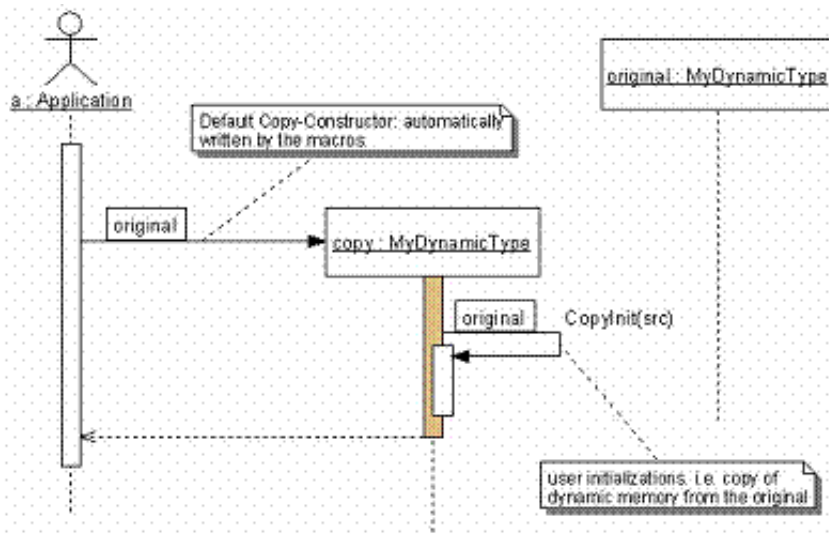 a : Application
original : MyDynamicType
Default Copy-Constructor: automatically
written by the macros.
original
copy : MyDynamicType
original
CopyInit(src)
user initializations. i.e. copy of
dynamic memory from the original